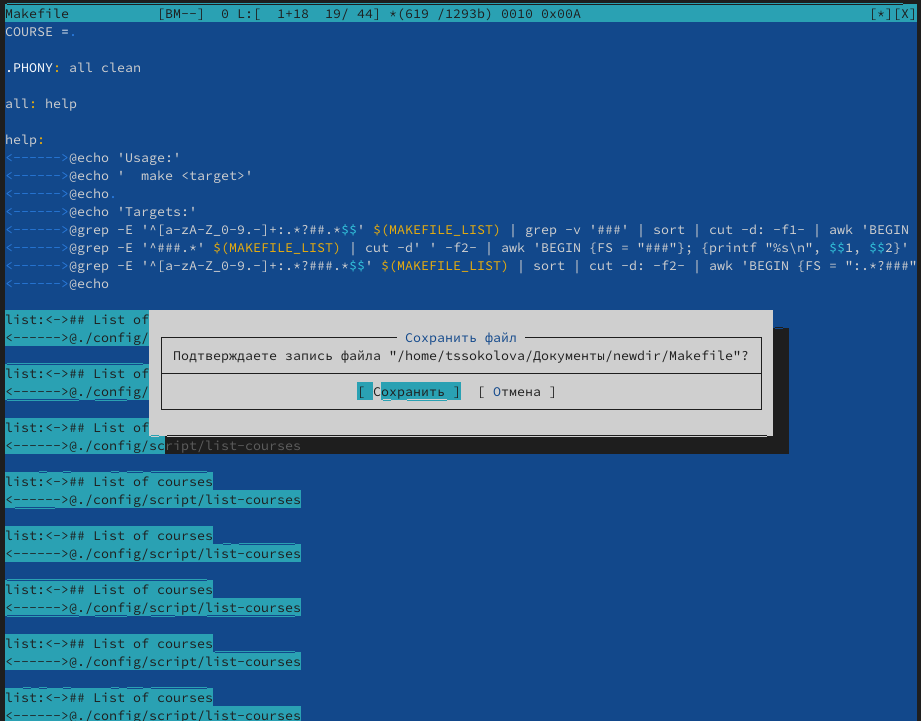 Makefile           [BM--]  0 L:[  1+18  19/ 44] *(619 /1293b) 0010 0x00A                                    [*][X]
COURSE =.
.PHONY: all clean
all: help
help:
<------>@echo 'Usage:'
<------>@echo '  make <target>'
<------>@echo.
<------>@echo 'Targets:'
<------>@grep -E '^[a-zA-Z_0-9.-]+:.*?##.*$$' $(MAKEFILE_LIST) | grep -v '###' | sort | cut -d: -f1- | awk 'BEGIN
<------>@grep -E '^###.*' $(MAKEFILE_LIST) | cut -d' ' -f2- | awk 'BEGIN {FS = "###"}; {printf "%s\n", $$1, $$2}'
<------>@grep -E '^[a-zA-Z_0-9.-]+:.*?###.*$$' $(MAKEFILE_LIST) | sort | cut -d: -f2- | awk 'BEGIN {FS = ":.*?###"
<------>@echo
list:<->## List of
<------>@./config/
list:<->## List of
<------>@./config/
list:<->## List of
<------>@./config/script/list-courses
Сохранить файл
Подтверждаете запись файла "/home/tssokolova/Документы/newdir/Makefile"?
[ Сохранить ]  [ Отмена ]
list:<->## List of courses
<------>@./config/script/list-courses
list:<->## List of courses
<------>@./config/script/list-courses
list:<->## List of courses
<------>@./config/script/list-courses
list:<->## List of courses
<------>@./config/script/list-courses
list:<->## List of courses
<------>@./config/script/list-courses